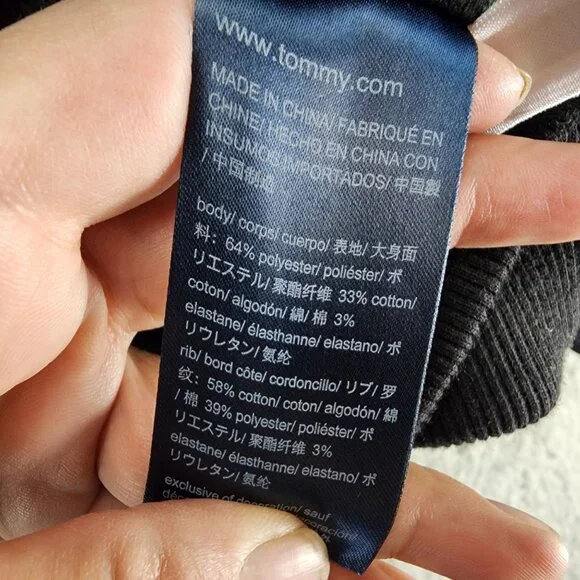 www.tommy.com
MADE IN CHINA/ FABRIQUÉ EN
CHINE/ HECHO EN CHINA CON
INSUMOS IMPORTADOS/ 中国製
/ 中国制造
body/ corps/ cuerpo/ 表地/ 大身面
料: 64% polyester/ poliéster/ ポ
リエステル/ 聚酯纤维 33% cotton/
coton/ algodón/ 綿/ 棉 3%
elastane/ élasthanne/ elastano/ ポ
リウレタン/ 氨纶
rib/ bord côte/ cordoncillo/ リブ/ 罗
纹: 58% cotton/ coton/ algodón/ 綿
/ 棉 39% polyester/ poliéster/ ポ
リエステル/ 聚酯纤维 3%
elastane/ élasthanne/ elastano/ ポ
リウレタン/ 氨纶
exclusive of decoration/ sauf